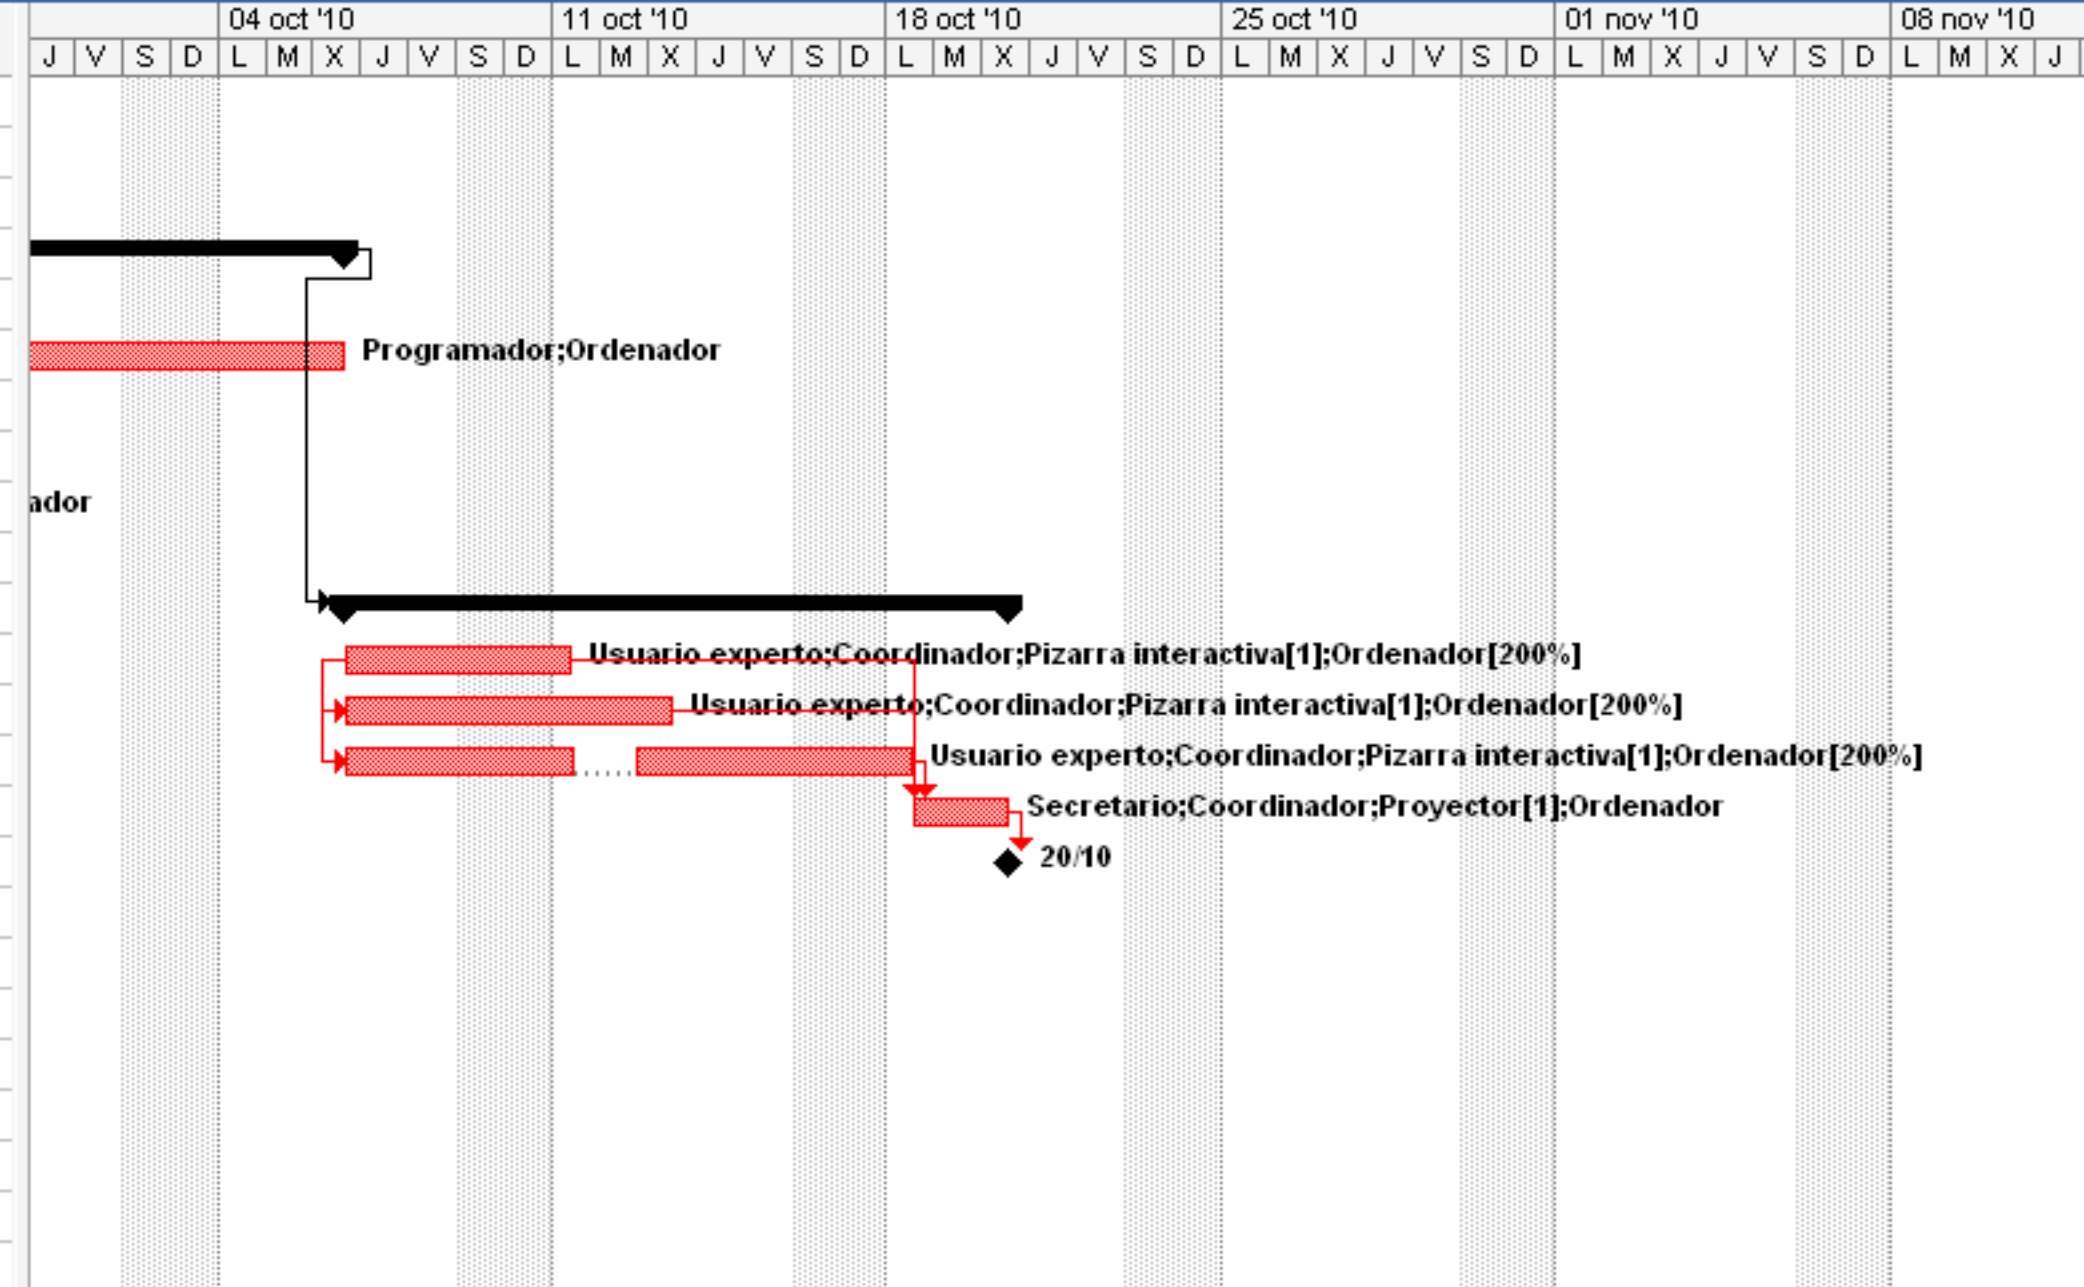 04 oct '10 11 oct '10 18 oct '10 25 oct '10 01 nov '10 08 nov '10
J V S D L M X J V S D L M X J V S D L M X J V S D L M X J V S D L M X J V S D L M X J
Programador;Ordenador
ador
Usuario experto;Coordinador;Pizarra interactiva[1];Ordenador[200%]
Usuario experto;Coordinador;Pizarra interactiva[1];Ordenador[200%]
Usuario experto;Coordinador;Pizarra interactiva[1];Ordenador[200%]
Secretario;Coordinador;Proyector[1];Ordenador
20/10